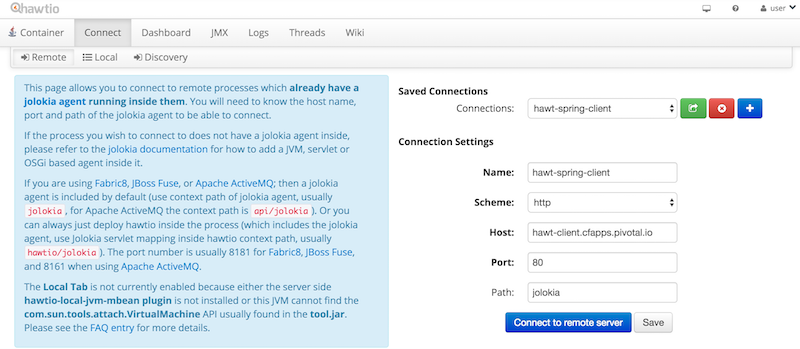 hawtio
user
Container Connect Dashboard JMX Logs Threads Wiki
Remote Local Discovery
This page allows you to connect to remote processes which already have a
jolokia agent running inside them. You will need to know the host name,
port and path of the jolokia agent to be able to connect.
If the process you wish to connect to does not have a jolokia agent inside,
please refer to the jolokia documentation for how to add a JVM, servlet or
OSGi based agent inside it.
If you are using Fabric8, JBoss Fuse, or Apache ActiveMQ; then a jolokia
agent is included by default (use context path of jolokia agent, usually
jolokia , for Apache ActiveMQ the context path is api/jolokia ). Or you
can always just deploy hawtio inside the process (which includes the jolokia
agent, use Jolokia servlet mapping inside hawtio context path, usually
hawtio/jolokia ). The port number is usually 8181 for Fabric8, JBoss Fuse,
and 8161 when using Apache ActiveMQ.
The Local Tab is not currently enabled because either the server side
hawtio-local-jvm-mbean plugin is not installed or this JVM cannot find the
com.sun.tools.attach.VirtualMachine API usually found in the tool.jar.
Please see the FAQ entry for more details.
Saved Connections
Connections: hawt-spring-client
Connection Settings
Name: hawt-spring-client
Scheme: http
Host: hawt-client.cfapps.pivotal.io
Port: 80
Path: jolokia
Connect to remote server Save